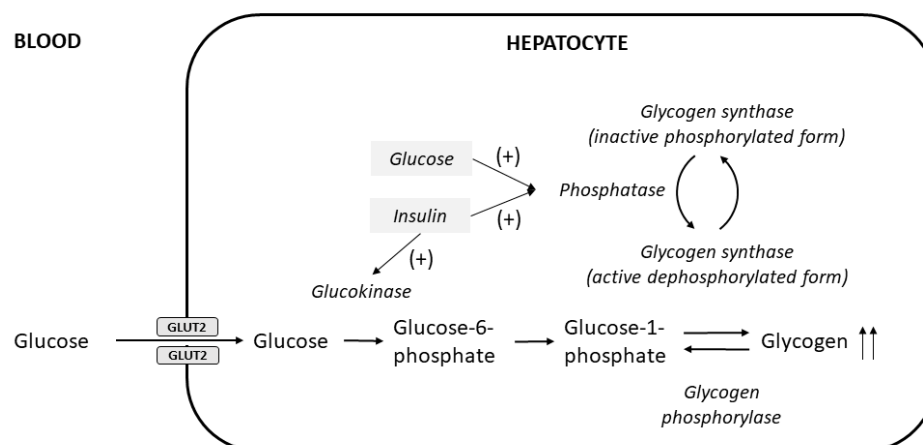 BLOOD
HEPATOCYTE
Glycogen synthase
(inactive phosphorylated form)
Glucose
(+)
Phosphatase
Insulin
(+)
(+)
Glycogen synthase
(active dephosphorylated form)
Glucokinase
Glucose
GLUT2
GLUT2
Glucose
Glucose-6-
phosphate
Glucose-1-
phosphate
Glycogen
Glycogen
phosphorylase